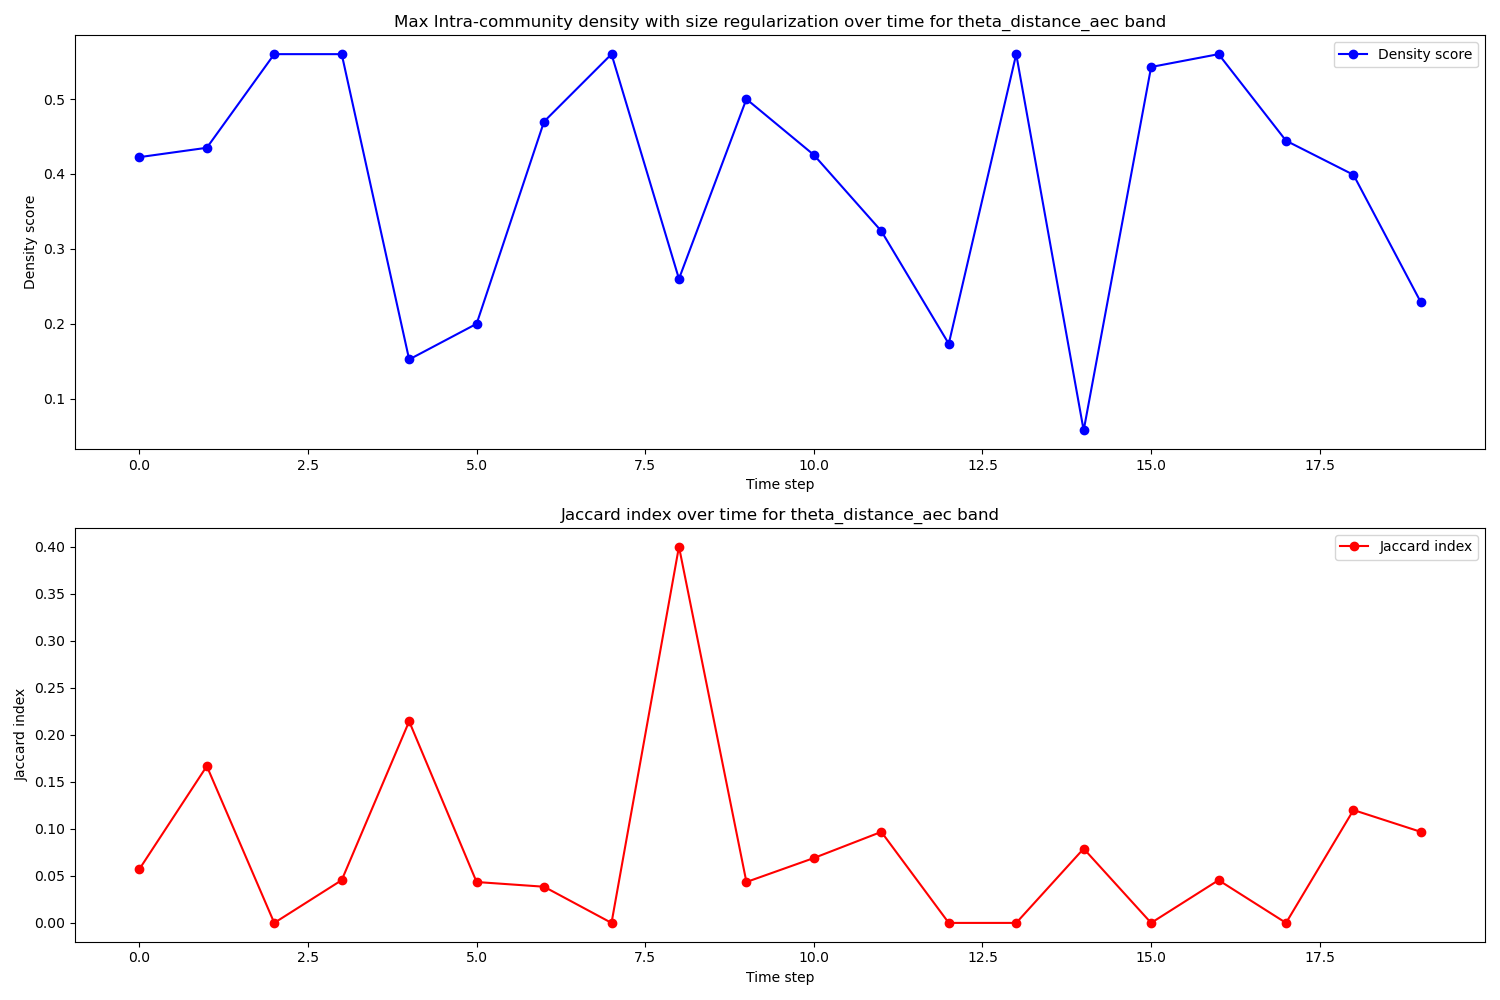 Max Intra-community density with size regularization over time for theta_distance_aec band
Density score
Density score
0.5
0.4
0.3
0.2
0.1
0.0 2.5 5.0 7.5 10.0 12.5 15.0 17.5
Time step
Jaccard index over time for theta_distance_aec band
Jaccard index
Jaccard index
0.40
0.35
0.30
0.25
0.20
0.15
0.10
0.05
0.00
0.0 2.5 5.0 7.5 10.0 12.5 15.0 17.5
Time step